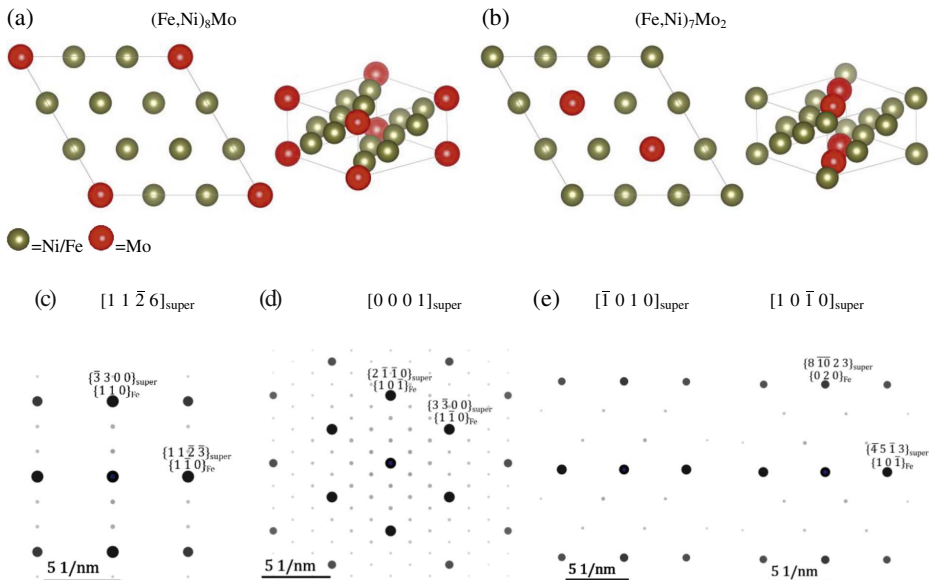 (a) (Fe,Ni)₈Mo
(b) (Fe,Ni)₇Mo₂
=Ni/Fe =Mo
(c) [1 1 2̅ 6]super
(d) [0 0 0 1]super
(e) [1̅ 0 1 0]super [1 0 1̅ 0]super
{3̅ 3 0 0}super
{1 1 0}Fe
{1 1 2̅ 3̅}super
{1 1̅ 0}Fe
5 1/nm
{2 1̅ 1̅ 0}super
{1 0 1̅}Fe
{3 3̅ 0 0}super
{1 1̅ 0}Fe
5 1/nm
5 1/nm
{8 1̅0̅ 2 3}super
{0 2 0}Fe
{4̅ 5 1̅ 3}super
{1 0 1̅}Fe
5 1/nm